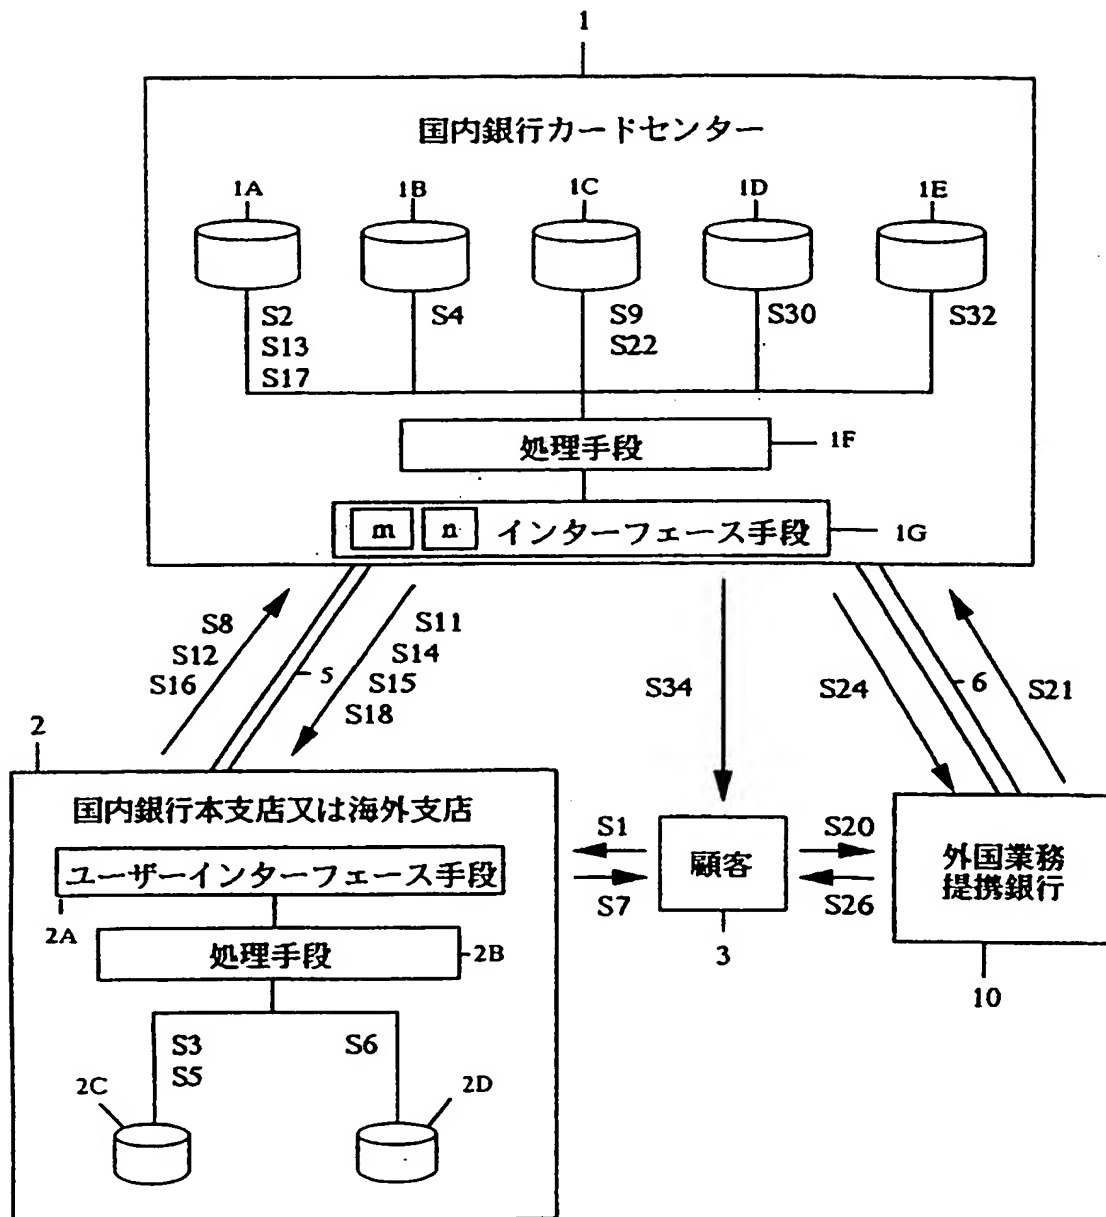 1
国内銀行カードセンター
1A
1B
1C
1D
1E
S2
S13
S17
S4
S9
S22
S30
S32
処理手段
1F
m
n
インターフェース手段
1G
S8
S12
S16
5
S11
S14
S15
S18
S34
S24
6
S21
2
国内銀行本支店又は海外支店
ユーザーインターフェース手段
2A
処理手段
2B
S3
S5
S6
2C
2D
S1
S7
顧客
3
S20
S26
外国業務
提携銀行
10